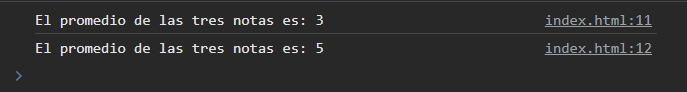 El promedio de las tres notas es: 3 index.html:11
El promedio de las tres notas es: 5 index.html:12
>